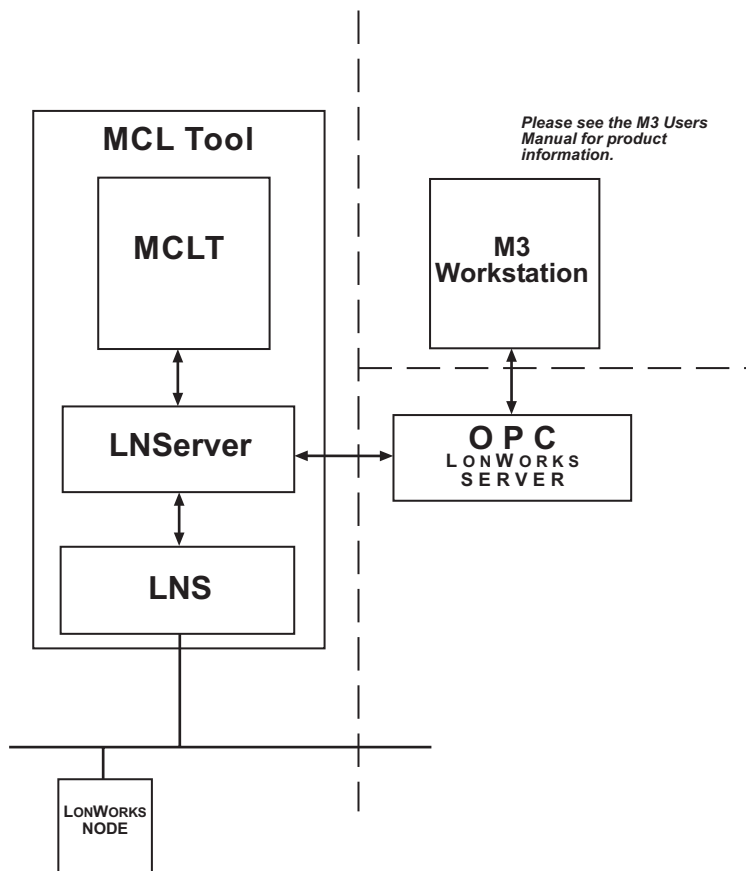 MCL Tool
MCLT
LNServer
LNS
LONWORKS
NODE
Please see the M3 Users
Manual for product
information.
M3
Workstation
O P C
LONWORKS
SERVER